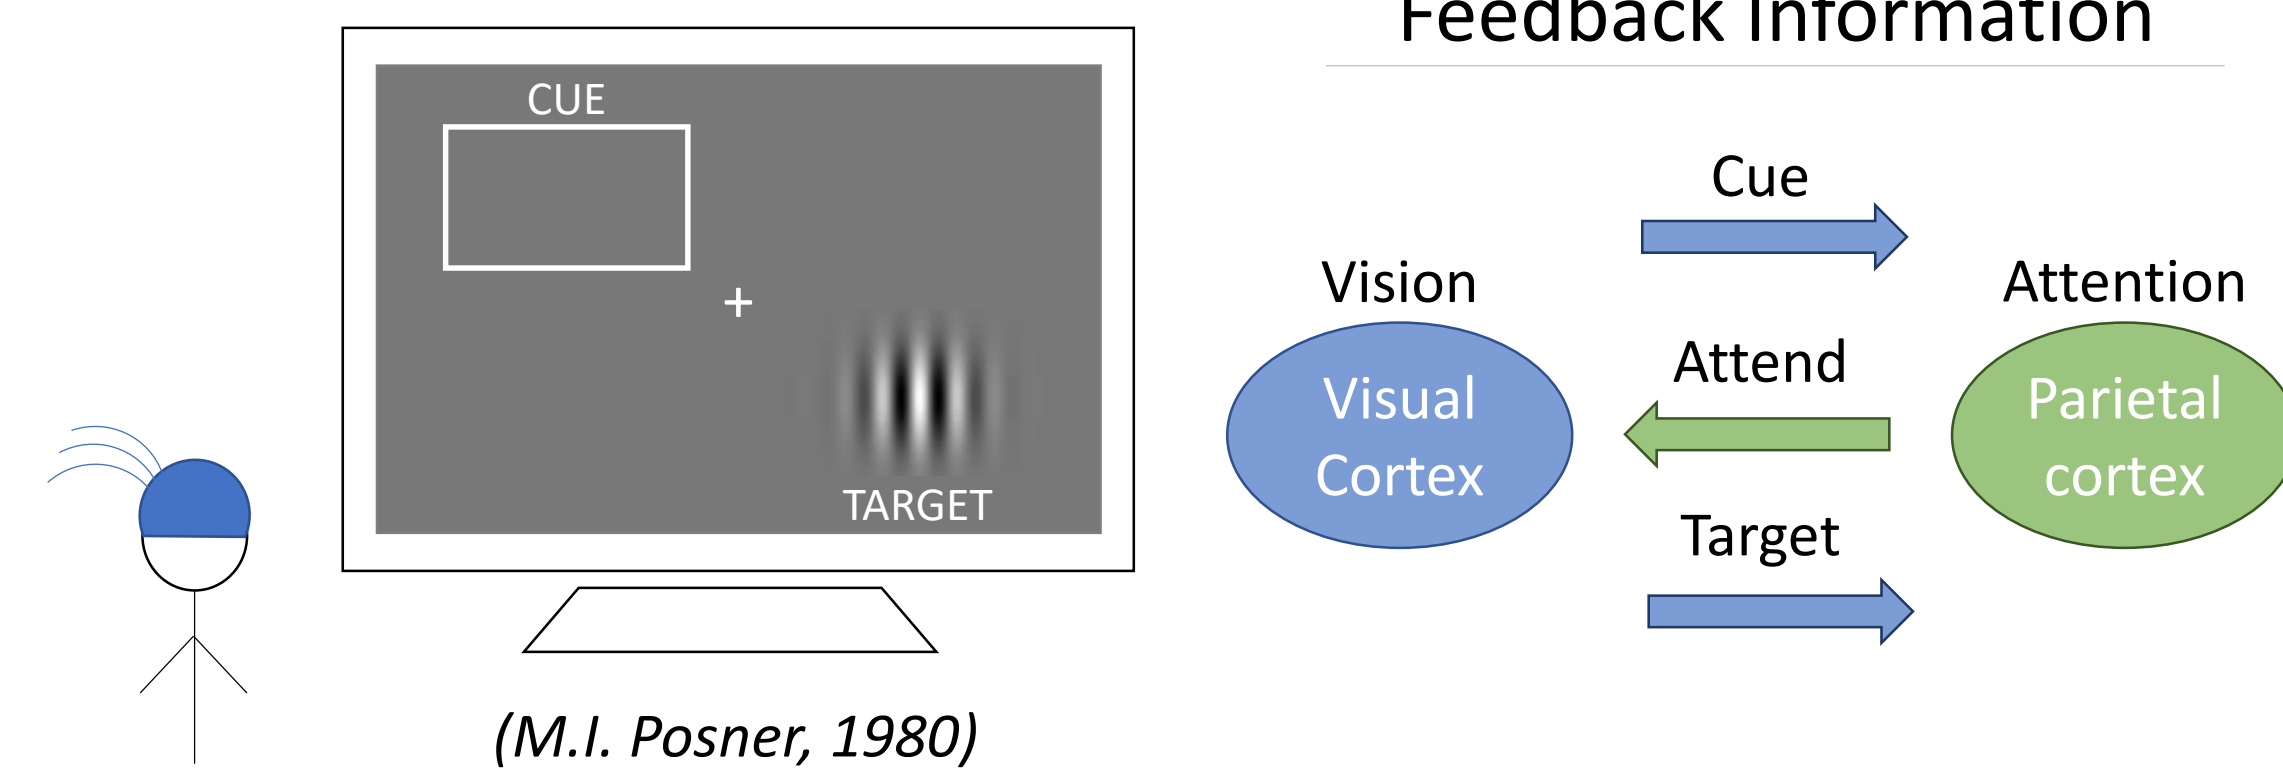 Feedback Information
CUE
+
TARGET
(M.I. Posner, 1980)
Cue
Vision
Attention
Attend
Visual
Cortex
Parietal
cortex
Target